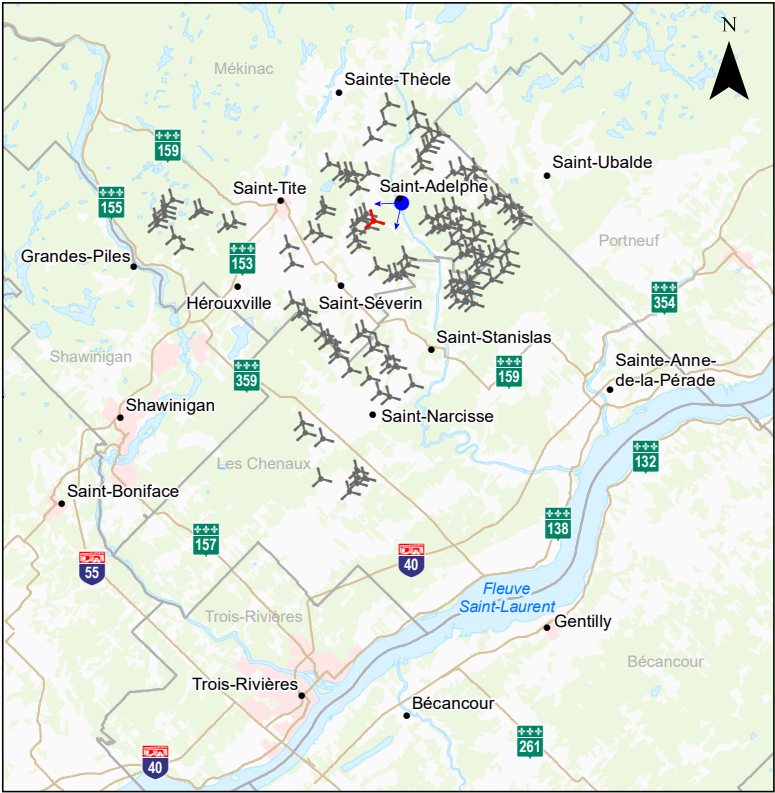 N
Mékinac
Sainte-Thècle
159
Saint-Ubalde
Saint-Tite
Saint-Adelphe
155
Portneuf
Grandes-Piles
153
Hérouxville
Saint-Séverin
354
Saint-Stanislas
Shawinigan
359
159
Sainte-Anne-
de-la-Pérade
Shawinigan
Saint-Narcisse
132
Les Chenaux
Saint-Boniface
138
157
40
55
Fleuve
Saint-Laurent
Trois-Rivières
Gentilly
Bécancour
Trois-Rivières
Bécancour
261
40